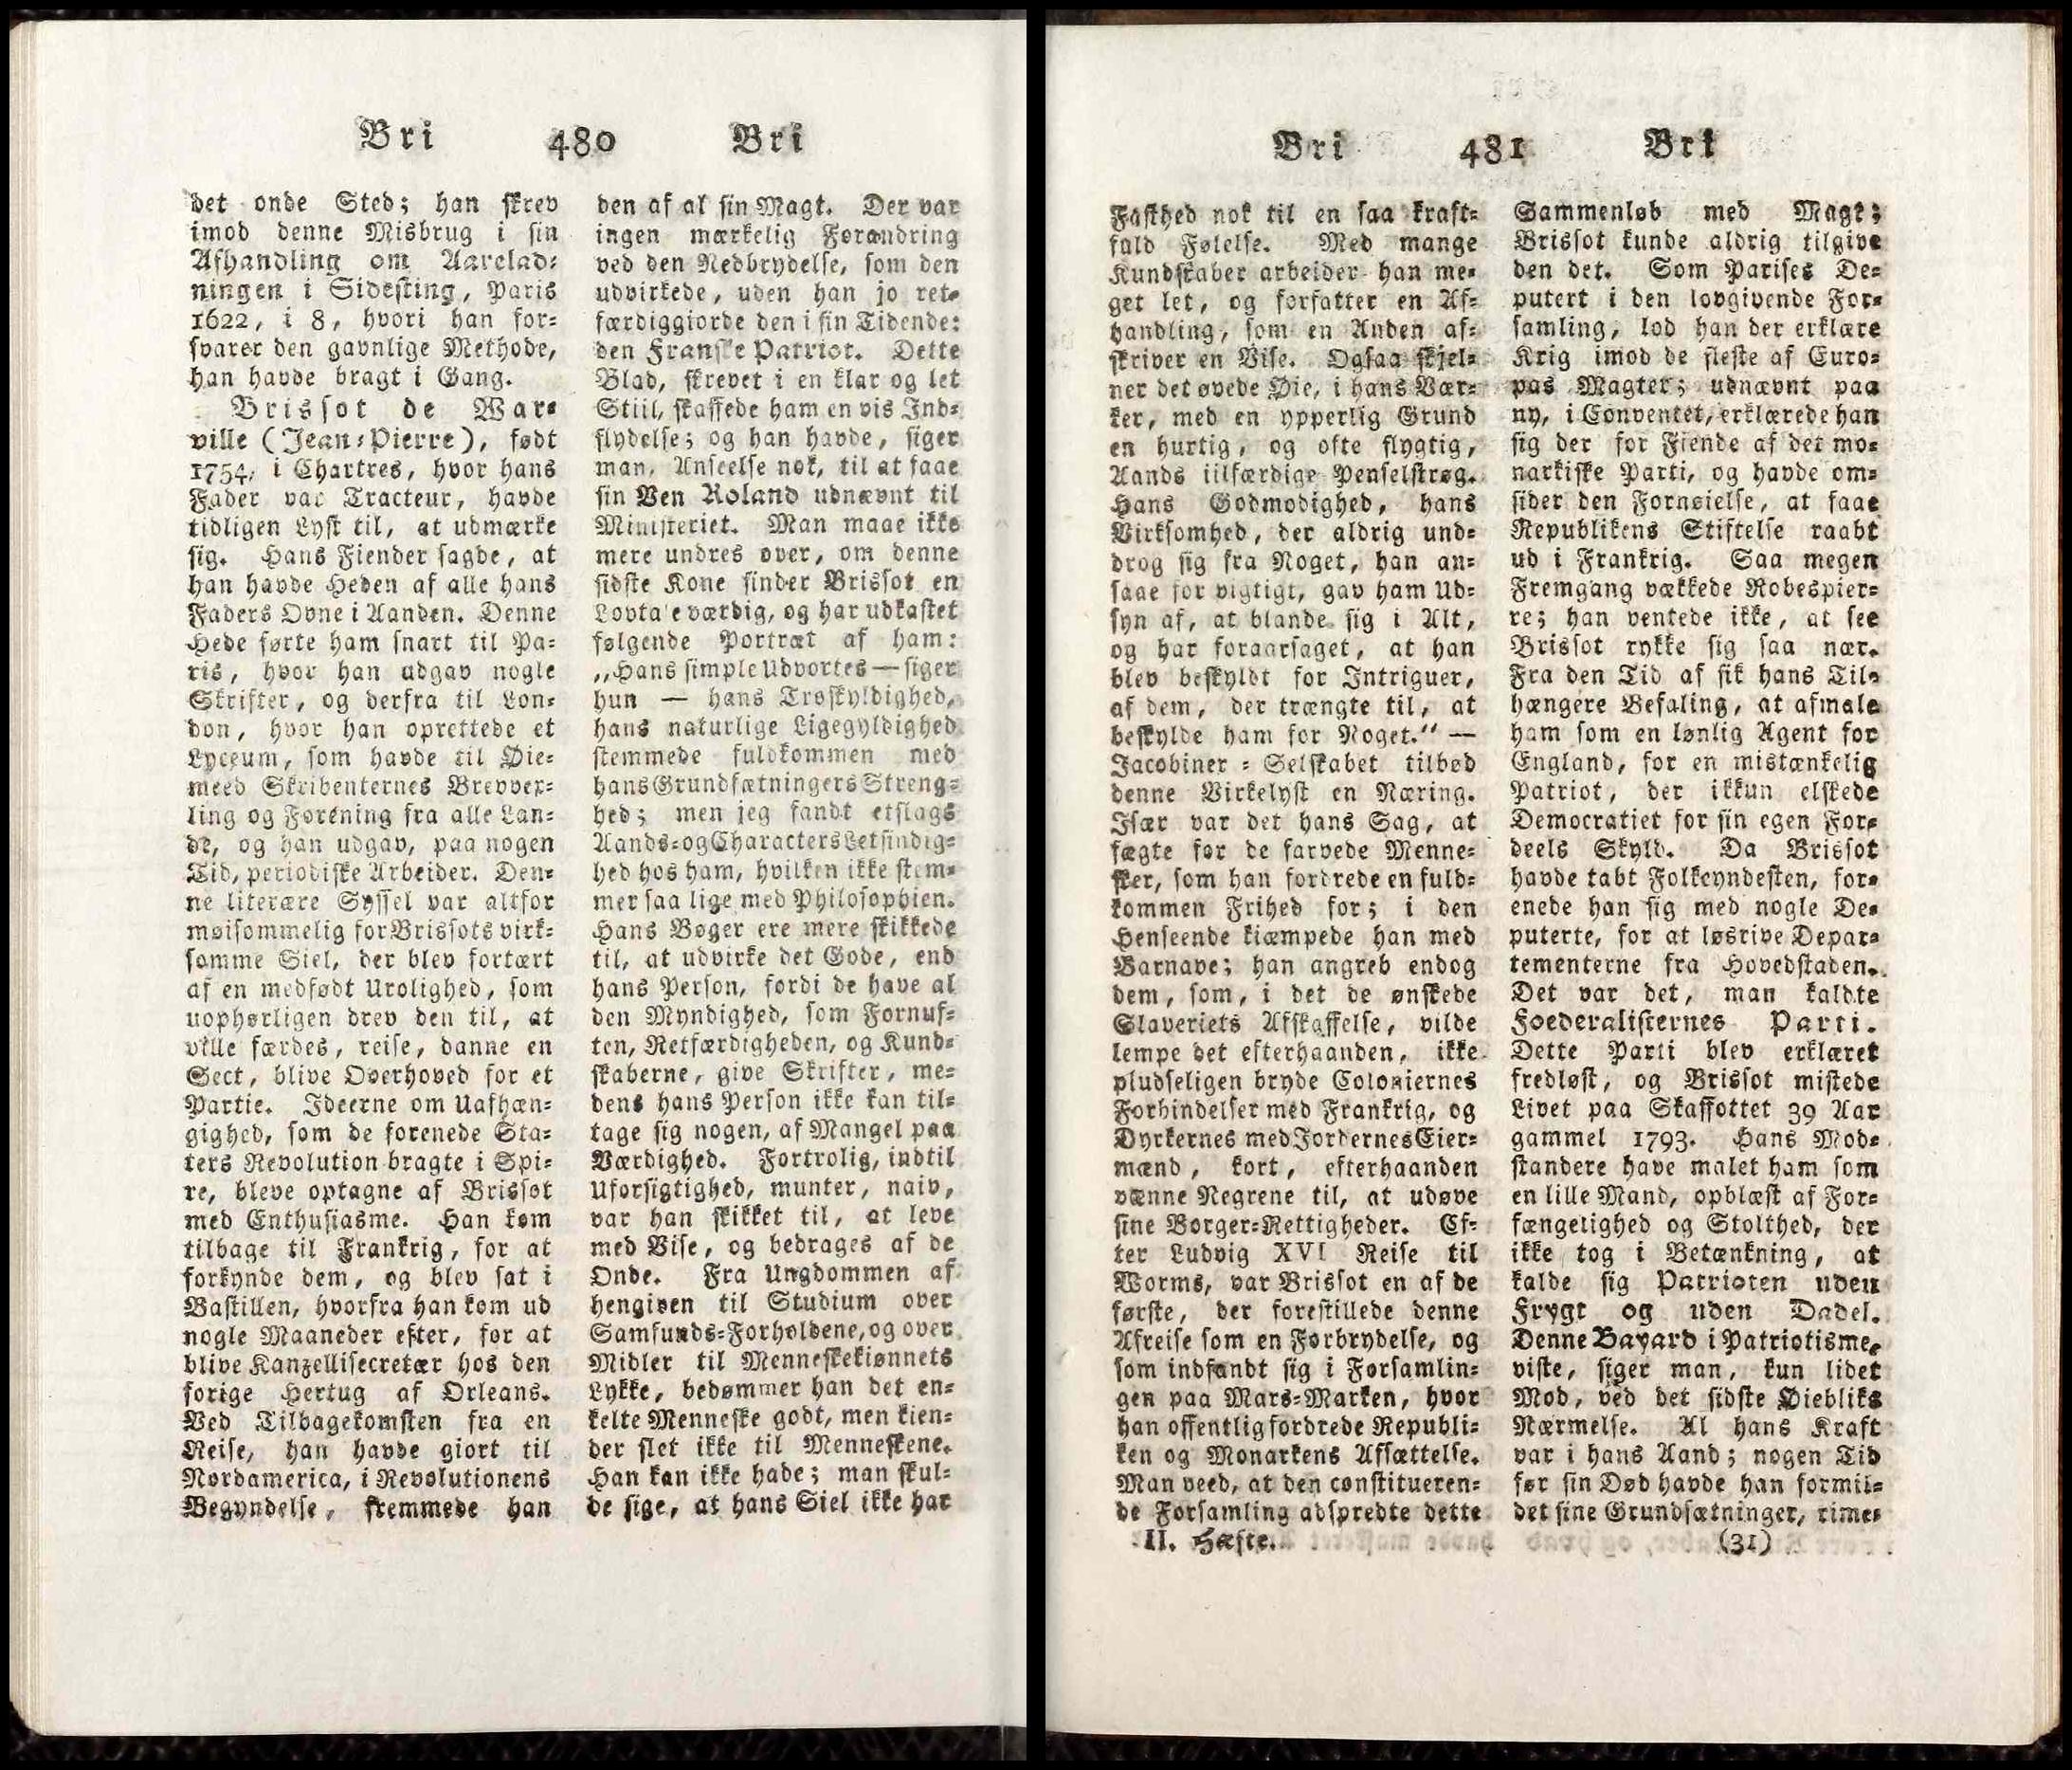 Bri 480 Bri
det onde Sted; han skrev
imod denne Misbrug i sin
Afhandling om Aarelad-
ningen i Sidesting, Paris
1622, i 8, hvori han for-
svarer den gavnlige Methode,
han havde bragt i Gang.
Brissot de War-
ville (Jean-Pierre), født
1754, i Chartres, hvor hans
Fader var Tracteur, havde
tidligen Lyst til, at udmærke
sig. Hans Fiender sagde, at
han havde Heden af alle hans
Faders Ovne i Aanden. Denne
Hede førte ham snart til Pa-
ris, hvor han udgav nogle
Skrifter, og derfra til Lon-
don, hvor han oprettede et
Lyceum, som havde til Øie-
meed Skribenternes Brevvex-
ling og Forening fra alle Lan-
de, og han udgav, paa nogen
Tid, periodiske Arbeider. Den-
ne literære Syssel var altfor
møisommelig for Brissots virk-
somme Siel, der blev fortært
af en medfødt Urolighed, som
uophørligen drev den til, at
ville færdes, reise, danne en
Sect, blive Overhoved for et
Partie. Ideerne om Uafhæn-
gighed, som de forenede Sta-
ters Revolution bragte i Spi-
re, bleve optagne af Brissot
med Enthusiasme. Han kom
tilbage til Frankrig, for at
forkynde dem, og blev sat i
Bastillen, hvorfra han kom ud
nogle Maaneder efter, for at
blive Kanzellisecretær hos den
forige Hertug af Orleans.
Ved Tilbagekomsten fra en
Reise, han havde giort til
Nordamerica, i Revolutionens
Begyndelse, fremmede han
den af al sin Magt. Der var
ingen mærkelig Forandring
ved den Nedbrydelse, som den
udvirkede, uden han jo ret-
færdiggiorde den i sin Tidende:
den Franske Patriot. Dette
Blad, skrevet i en klar og let
Stiil, skaffede ham en vis Ind-
flydelse; og han havde, siger
man, Anseelse nok, til at faae
sin Ven Roland udnævnt til
Ministeriet. Man maae ikke
mere undres over, om denne
sidste Kone finder Brissot en
Lovtale værdig, og har udkastet
følgende Portræt af ham:
„Hans simple Udvortes — siger
hun — hans Troskyldighed,
hans naturlige Ligegyldighed
stemmede fuldkommen med
hans Grundsætningers Streng-
hed; men jeg fandt etslags
Aands- og Characters Letsindig-
hed hos ham, hvilken ikke stem-
mer saa lige med Philosophien.
Hans Bøger ere mere skikkede
til, at udvirke det Gode, end
hans Person, fordi de have al
den Myndighed, som Fornuf-
ten, Retfærdigheden, og Kund-
skaberne, give Skrifter, me-
dens hans Person ikke kan til-
tage sig nogen, af Mangel paa
Værdighed. Fortrolig, indtil
Uforsigtighed, munter, naiv,
var han skikket til, at leve
med Vise, og bedrages af de
Onde. Fra Ungdommen af
hengiven til Studium over
Samfunds-Forholdene, og over
Midler til Menneskekiønnets
Lykke, bedømmer han det en-
kelte Menneske godt, men kien-
der slet ikke til Menneskene.
Han kan ikke hade; man skul-
de sige, at hans Siel ikke har
Bri 481 Bri
Fasthed nok til en saa kraft-
fuld Følelse. Med mange
Kundskaber arbeider han me-
get let, og forfatter en Af-
handling, som en Anden af-
skriver en Vise. Ogsaa skjel-
ner det øvede Øie, i hans Vær-
ker, med en ypperlig Grund
en hurtig, og ofte flygtig,
Aands iilfærdige Penselstrøg.
Hans Godmodighed, hans
Virksomhed, der aldrig und-
drog sig fra Noget, han an-
saae for vigtigt, gav ham Ud-
syn af, at blande sig i Alt,
og har foraarsaget, at han
blev beskyldt for Intriguer,
af dem, der trængte til, at
beskylde ham for Noget.“ —
Jacobiner-Selskabet tilbød
denne Virkelyst en Næring.
Især var det hans Sag, at
fægte for de farvede Menne-
sker, som han fordrede en fuld-
kommen Frihed for; i den
Henseende kiæmpede han med
Barnave; han angreb endog
dem, som, i det de ønskede
Slaveriets Afskaffelse, vilde
lempe det efterhaanden, ikke
pludseligen bryde Coloniernes
Forbindelser med Frankrig, og
Dyrkernes med Jordernes Eier-
mænd, kort, efterhaanden
vænne Negrene til, at udøve
sine Borger-Rettigheder. Ef-
ter Ludvig XVI Reise til
Worms, var Brissot en af de
første, der forestillede denne
Afreise som en Forbrydelse, og
som indfandt sig i Forsamlin-
gen paa Mars-Marken, hvor
han offentlig fordrede Republi-
ken og Monarkens Afsættelse.
Man veed, at den constitueren-
de Forsamling adspredte dette
II. Hæfte.
Sammenløb med Magt;
Brissot kunde aldrig tilgive
den det. Som Parises De-
putert i den lovgivende For-
samling, lod han der erklære
Krig imod de fleste af Euro-
pas Magter; udnævnt paa
ny, i Conventet, erklærede han
sig der for Fiende af det mo-
narkiske Parti, og havde om-
sider den Fornøielse, at faae
Republikens Stiftelse raabt
ud i Frankrig. Saa megen
Fremgang vækkede Robespier-
re; han ventede ikke, at see
Brissot rykke sig saa nær.
Fra den Tid af fik hans Til-
hængere Befaling, at afmale
ham som en lønlig Agent for
England, for en mistænkelig
Patriot, der ikkun elskede
Democratiet for sin egen For-
deels Skyld. Da Brissot
havde tabt Folkeyndesten, for-
enede han sig med nogle De-
puterte, for at løsrive Depar-
tementerne fra Hovedstaden.
Det var det, man kaldte
Foederalisternes Parti.
Dette Parti blev erklæret
fredløst, og Brissot mistede
Livet paa Skaffottet 39 Aar
gammel 1793. Hans Mod-
standere have malet ham som
en lille Mand, opblæst af For-
fængelighed og Stolthed, der
ikke tog i Betænkning, at
kalde sig Patrioten uden
Frygt og uden Dadel.
Denne Bayard i Patriotisme,
viste, siger man, kun lidet
Mod, ved det sidste Øiebliks
Nærmelse. Al hans Kraft
var i hans Aand; nogen Tid
før sin Død havde han formil-
det sine Grundsætninger, rime-
(31)